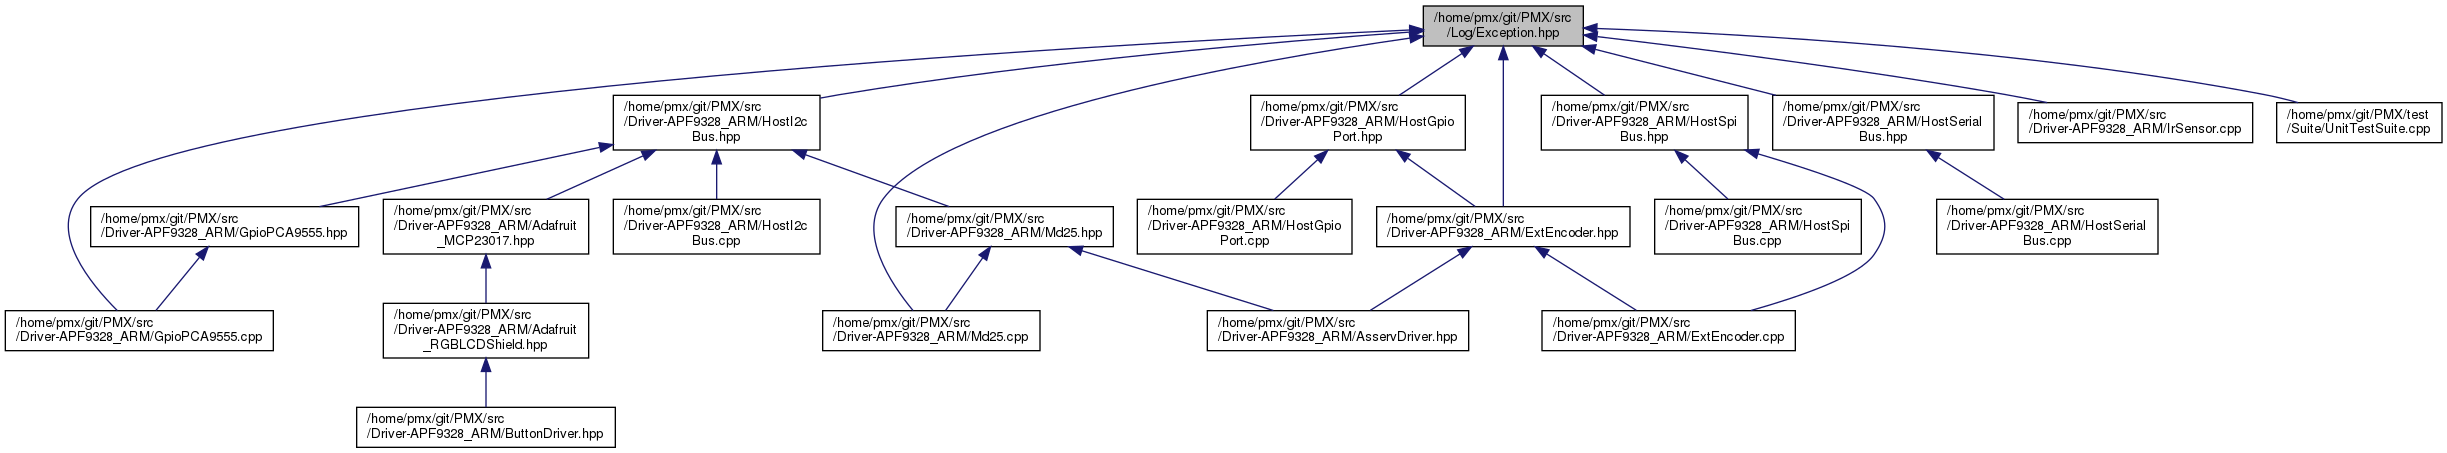 /home/pmx/git/PMX/src
/Log/Exception.hpp
/home/pmx/git/PMX/src
/Driver-APF9328_ARM/HostI2c
Bus.hpp
/home/pmx/git/PMX/src
/Driver-APF9328_ARM/HostGpio
Port.hpp
/home/pmx/git/PMX/src
/Driver-APF9328_ARM/HostSpi
Bus.hpp
/home/pmx/git/PMX/src
/Driver-APF9328_ARM/HostSerial
Bus.hpp
/home/pmx/git/PMX/src
/Driver-APF9328_ARM/IrSensor.cpp
/home/pmx/git/PMX/test
/Suite/UnitTestSuite.cpp
/home/pmx/git/PMX/src
/Driver-APF9328_ARM/GpioPCA9555.hpp
/home/pmx/git/PMX/src
/Driver-APF9328_ARM/Adafruit
_MCP23017.hpp
/home/pmx/git/PMX/src
/Driver-APF9328_ARM/HostI2c
Bus.cpp
/home/pmx/git/PMX/src
/Driver-APF9328_ARM/Md25.hpp
/home/pmx/git/PMX/src
/Driver-APF9328_ARM/HostGpio
Port.cpp
/home/pmx/git/PMX/src
/Driver-APF9328_ARM/ExtEncoder.hpp
/home/pmx/git/PMX/src
/Driver-APF9328_ARM/HostSpi
Bus.cpp
/home/pmx/git/PMX/src
/Driver-APF9328_ARM/HostSerial
Bus.cpp
/home/pmx/git/PMX/src
/Driver-APF9328_ARM/GpioPCA9555.cpp
/home/pmx/git/PMX/src
/Driver-APF9328_ARM/Adafruit
_RGBLCDShield.hpp
/home/pmx/git/PMX/src
/Driver-APF9328_ARM/Md25.cpp
/home/pmx/git/PMX/src
/Driver-APF9328_ARM/AsservDriver.hpp
/home/pmx/git/PMX/src
/Driver-APF9328_ARM/ExtEncoder.cpp
/home/pmx/git/PMX/src
/Driver-APF9328_ARM/ButtonDriver.hpp